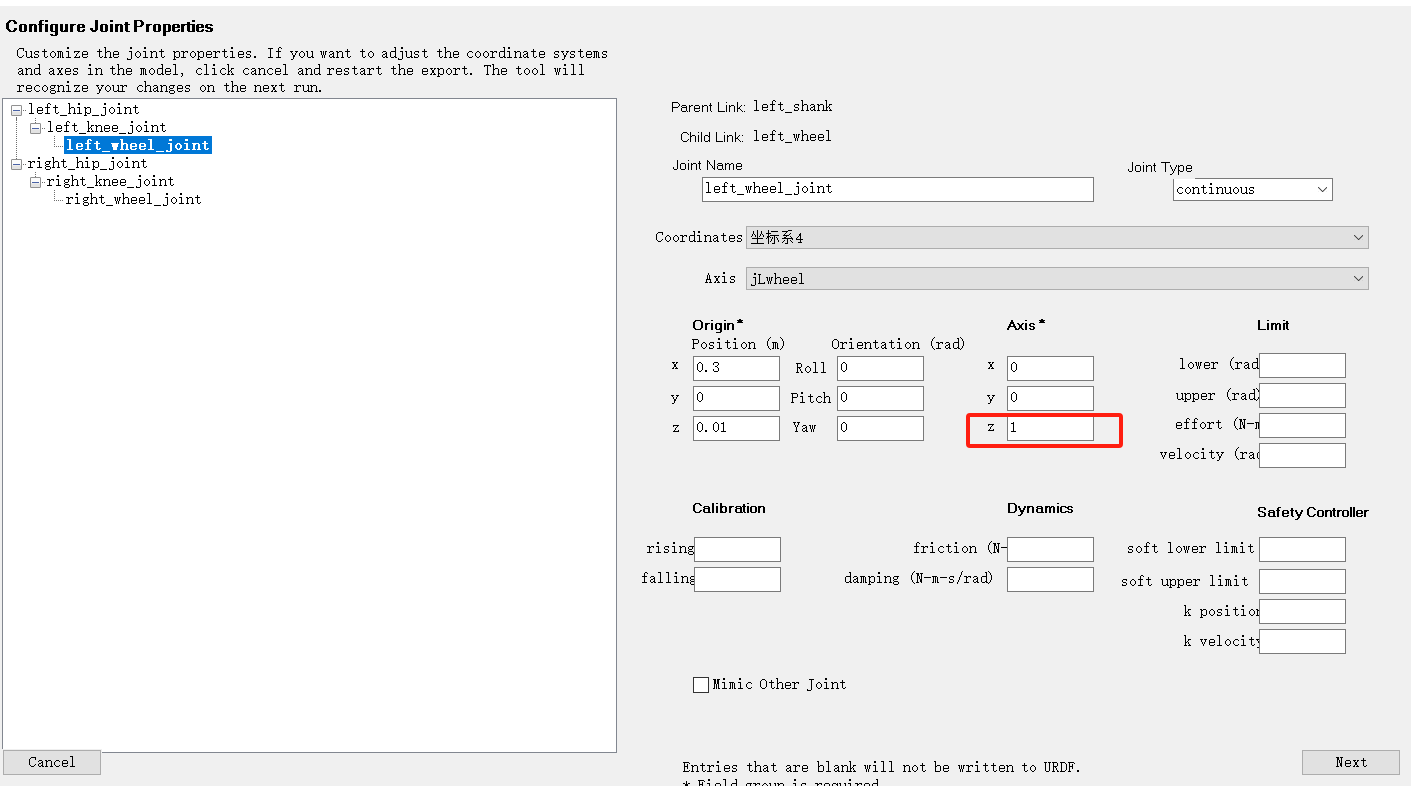 Configure Joint Properties
Customize the joint properties. If you want to adjust the coordinate systems
and axes in the model, click cancel and restart the export. The tool will
recognize your changes on the next run.
left_hip_joint
left_knee_joint
left_wheel_joint
right_hip_joint
right_knee_joint
right_wheel_joint
Parent Link: left_shank
Child Link: left_wheel
Joint Name
Joint Type
left_wheel_joint
continuous
Coordinates 坐标系4
Axis jLwheel
Origin* Axis* Limit
Position (m) Orientation (rad)
x 0.3 Roll 0 x 0 lower (rad
y 0 Pitch 0 y 0 upper (rad)
z 0.01 Yaw 0 z 1 effort (N-m
velocity (rad
Calibration Dynamics Safety Controller
rising friction (N- soft lower limit
falling damping (N-m-s/rad) soft upper limit
k position
k velocity
Mimic Other Joint
Cancel
Next
Entries that are blank will not be written to URDF.
* Field group is required